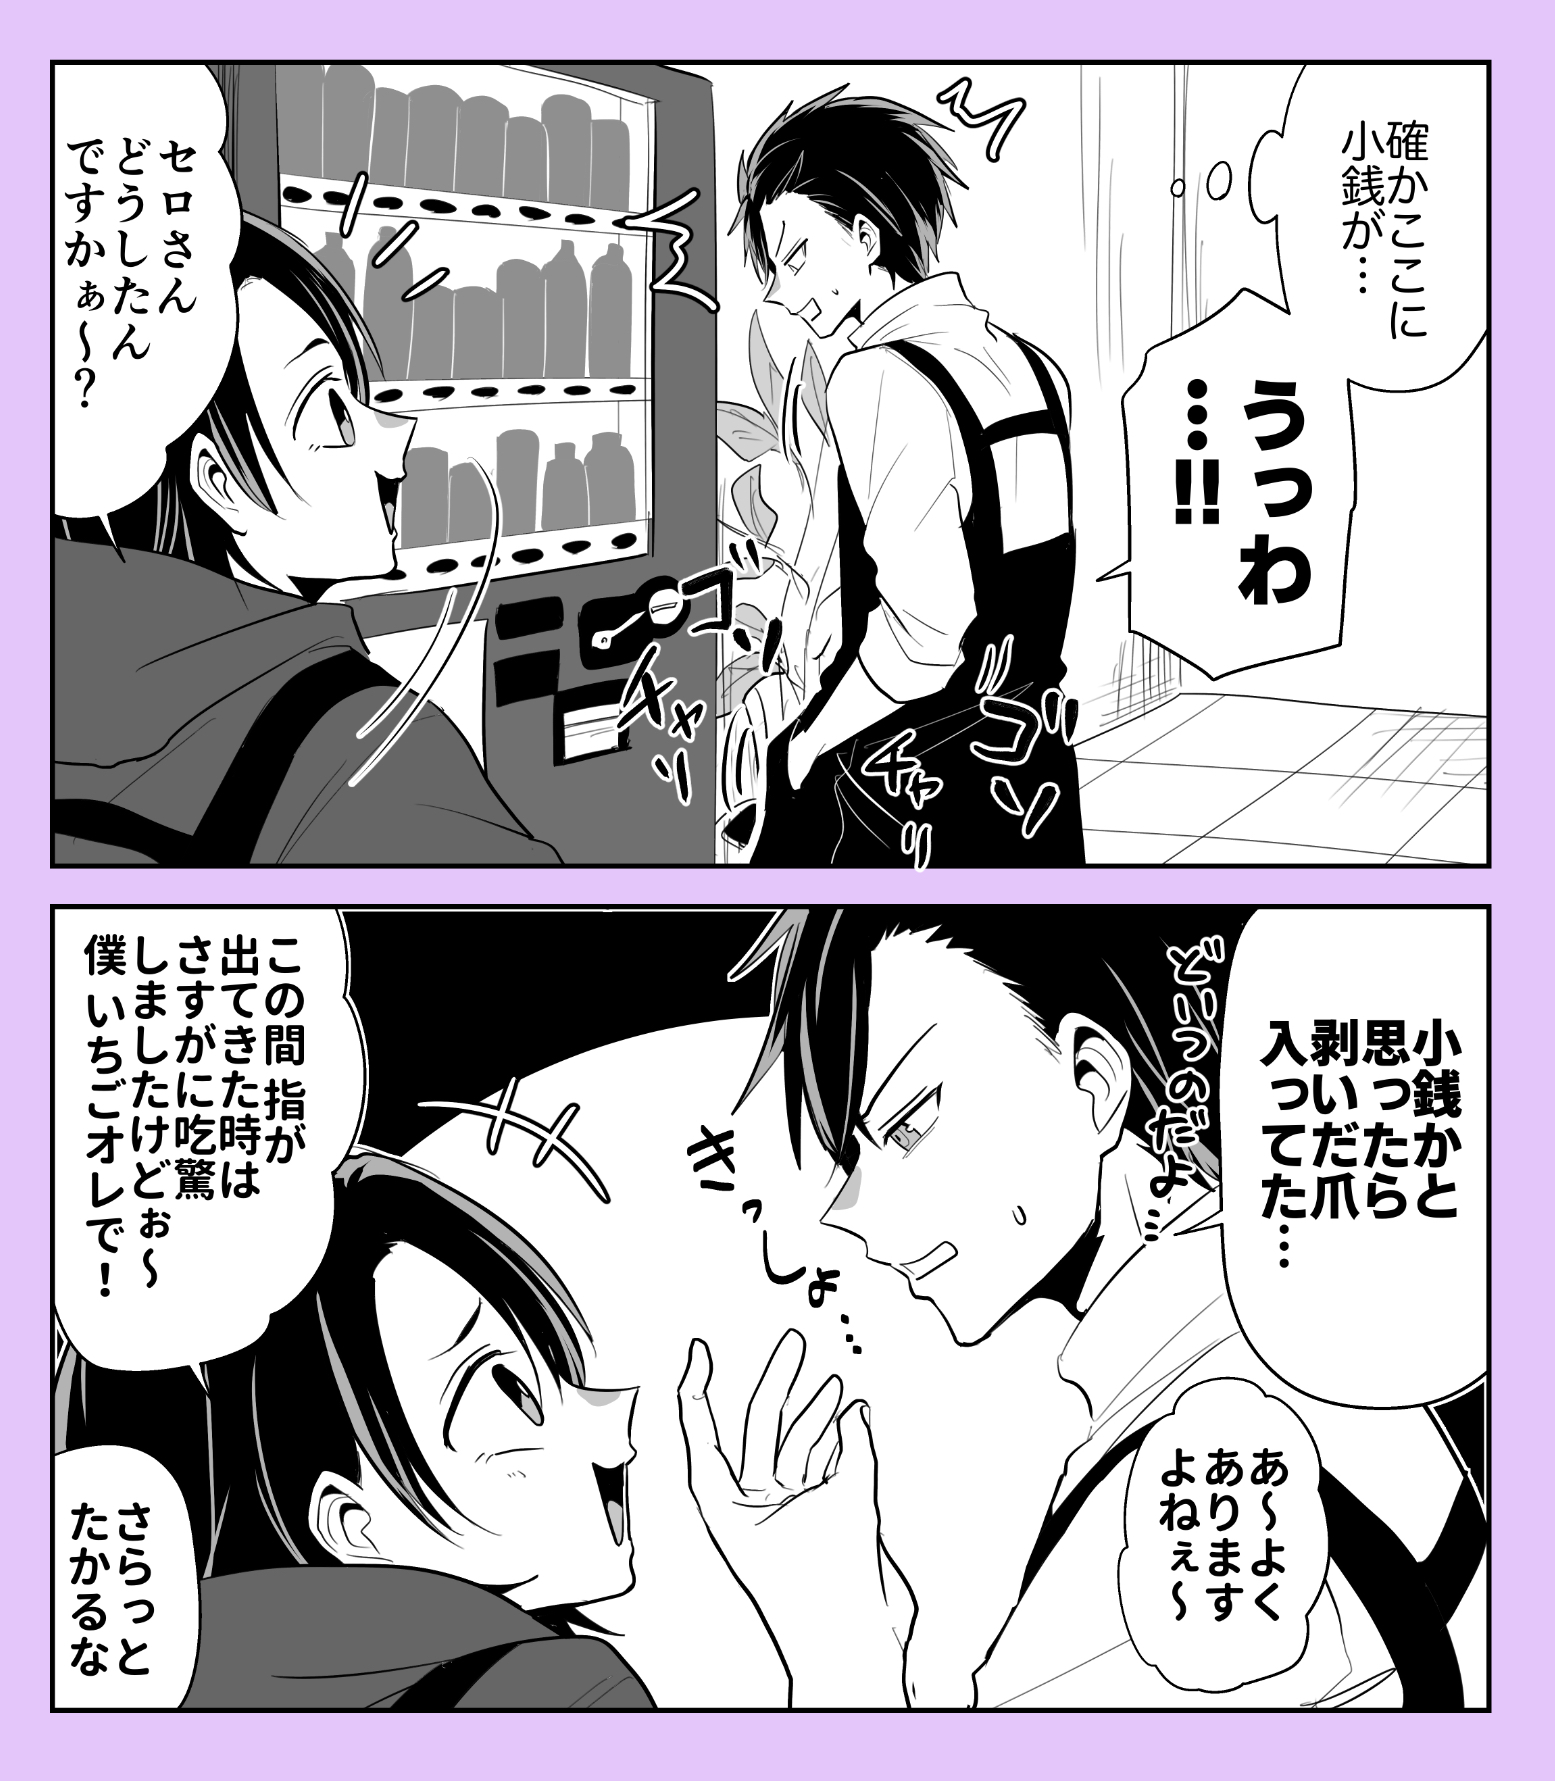 確かここに
小銭が…
うっわ
…!!
ゴソ
チャリ
ゴソ
チャリ
セロさん
どうしたん
ですかぁ～?
小銭かと
思ったら
剥いだ爪
入ってた…
どいつのだよ…
きっしょ…
あ～よく
あります
よねぇ～
この間 指が
出てきた時は
さすがに吃驚
しましたけどぉ～
僕 いちごオレで!
さらっと
たかるな